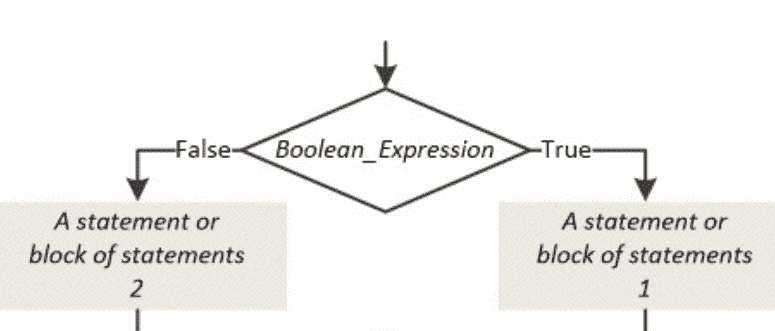 False
Boolean_Expression
True
A statement or
block of statements
2
A statement or
block of statements
1